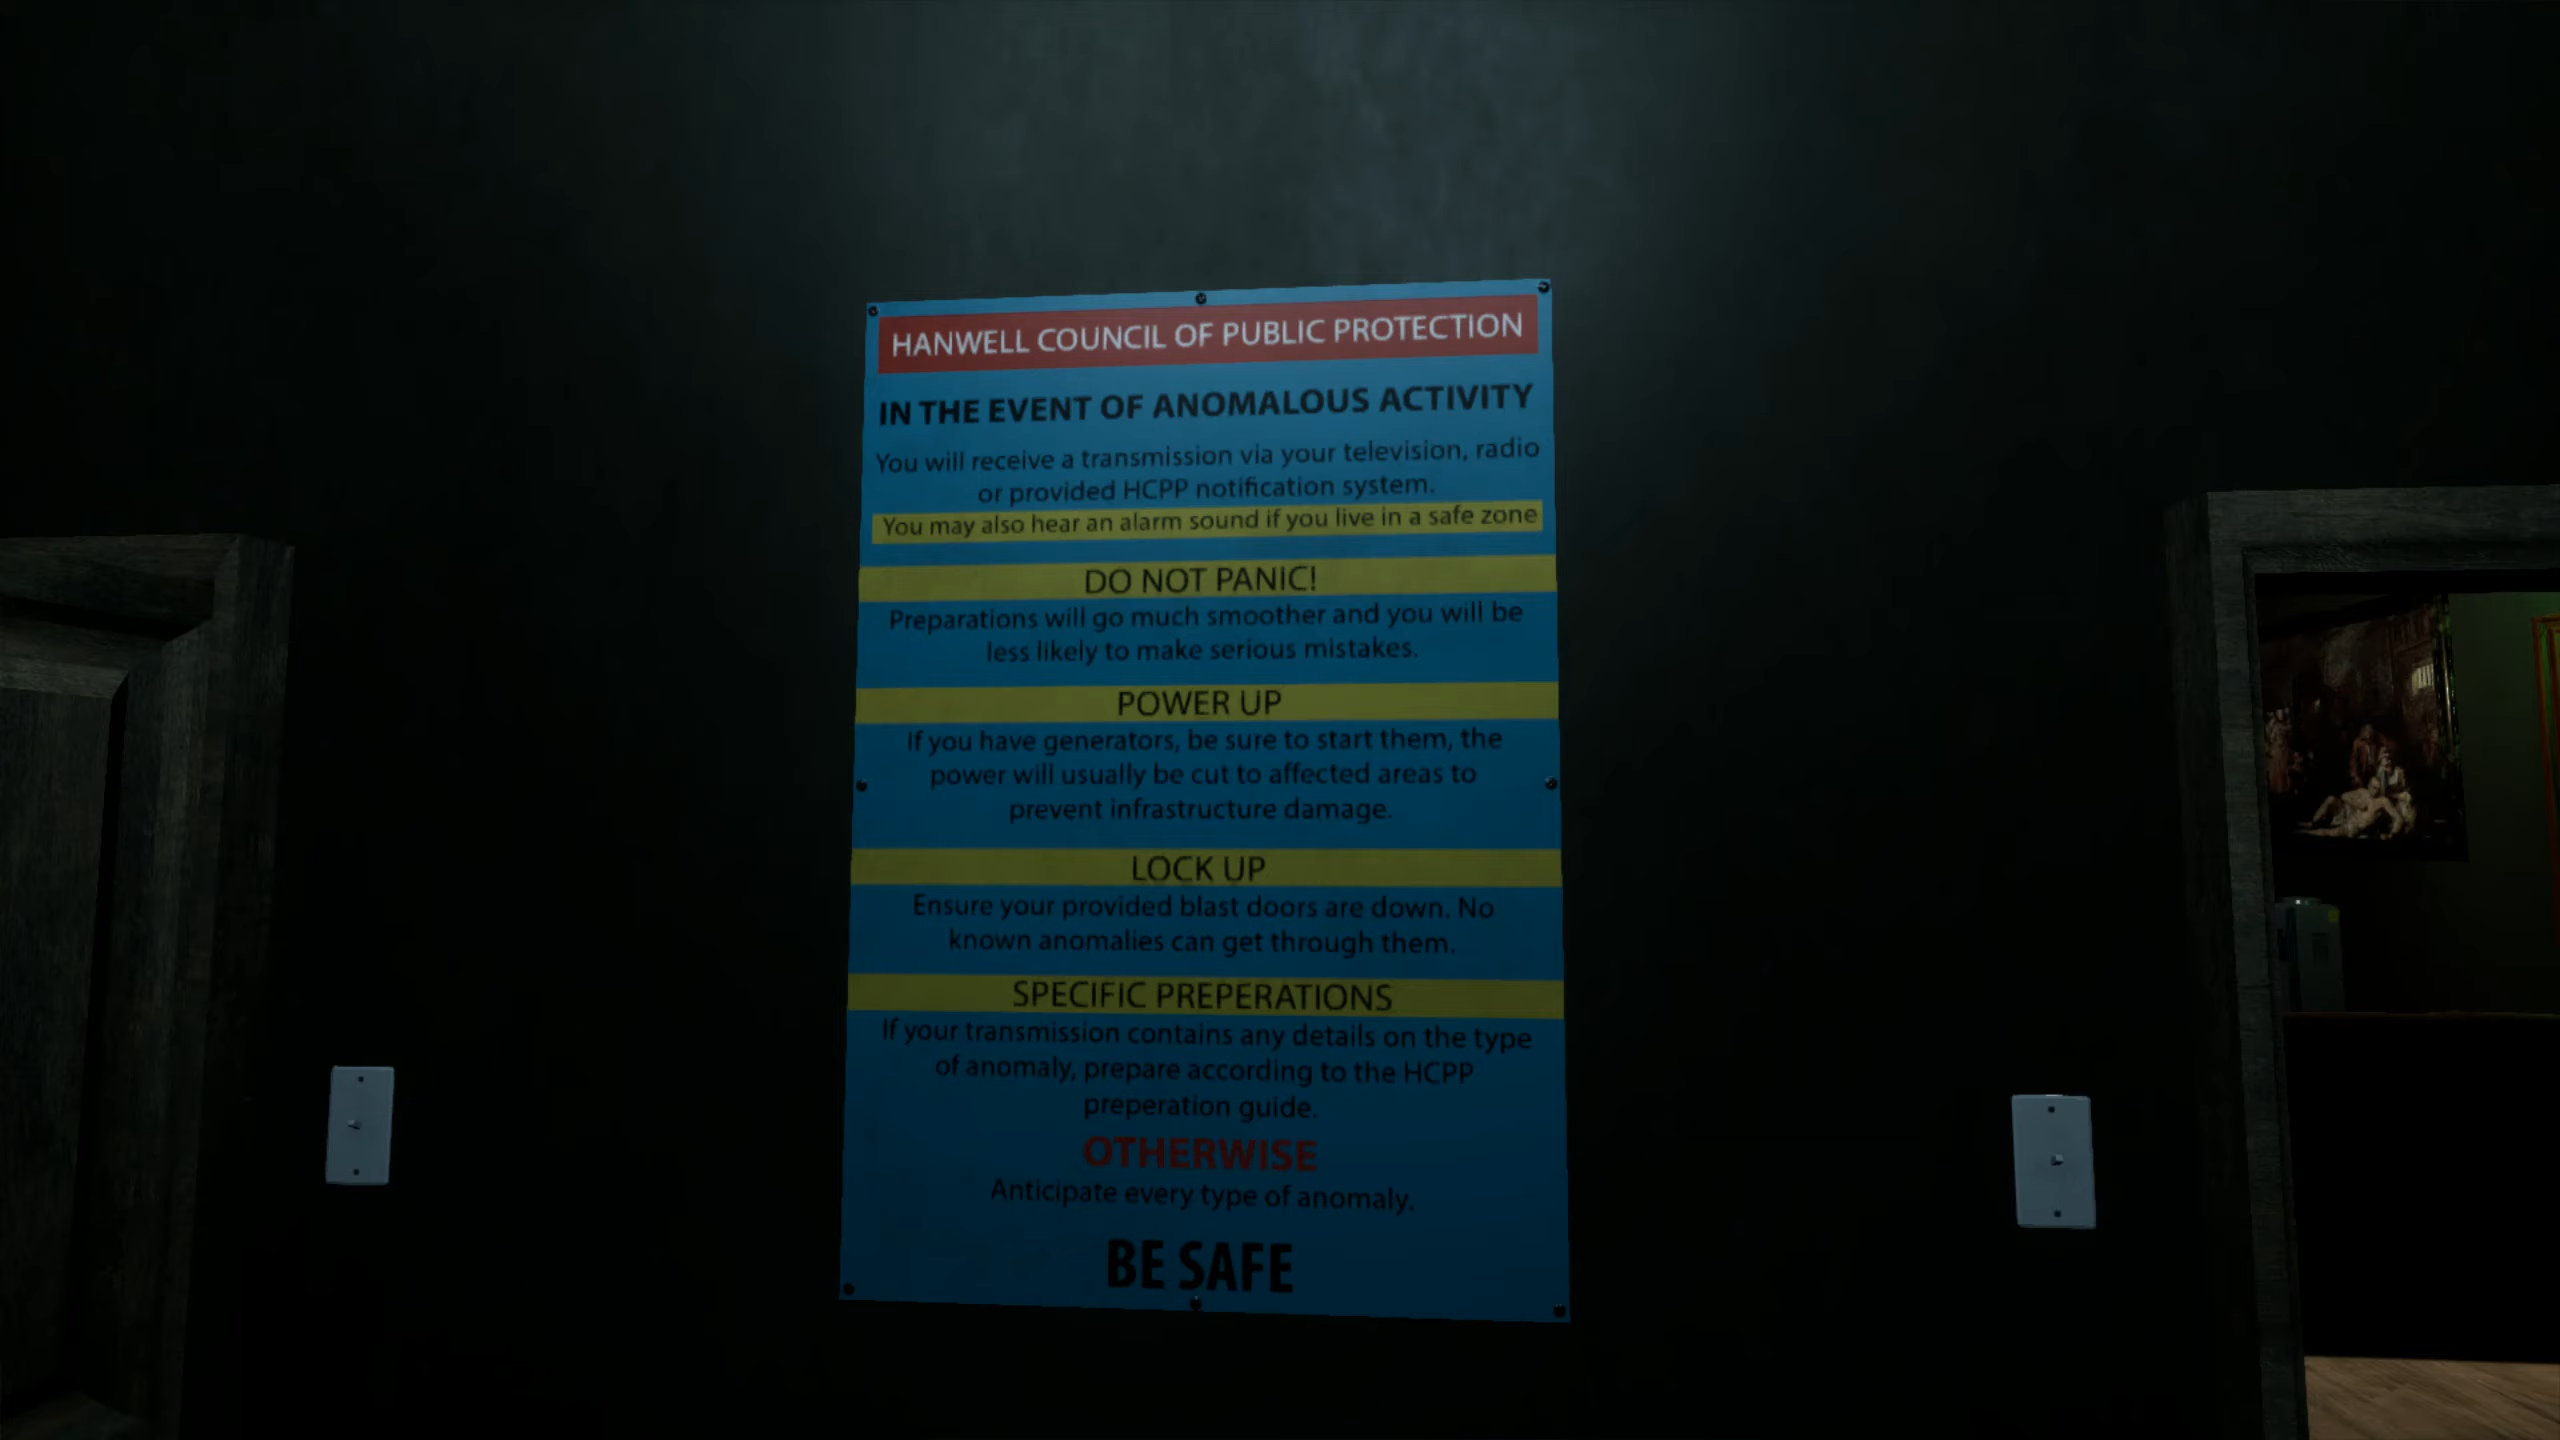 HANWELL COUNCIL OF PUBLIC PROTECTION
IN THE EVENT OF ANOMALOUS ACTIVITY
You will receive a transmission via your television, radio
or provided HCPP notification system.
You may also hear an alarm sound if you live in a safe zone
DO NOT PANIC!
Preparations will go much smoother and you will be
less likely to make serious mistakes.
POWER UP
If you have generators, be sure to start them, the
power will usually be cut to affected areas to
prevent infrastructure damage.
LOCK UP
Ensure your provided blast doors are down. No
known anomalies can get through them.
SPECIFIC PREPERATIONS
If your transmission contains any details on the type
of anomaly, prepare according to the HCPP
preperation guide.
OTHERWISE
Anticipate every type of anomaly.
BE SAFE